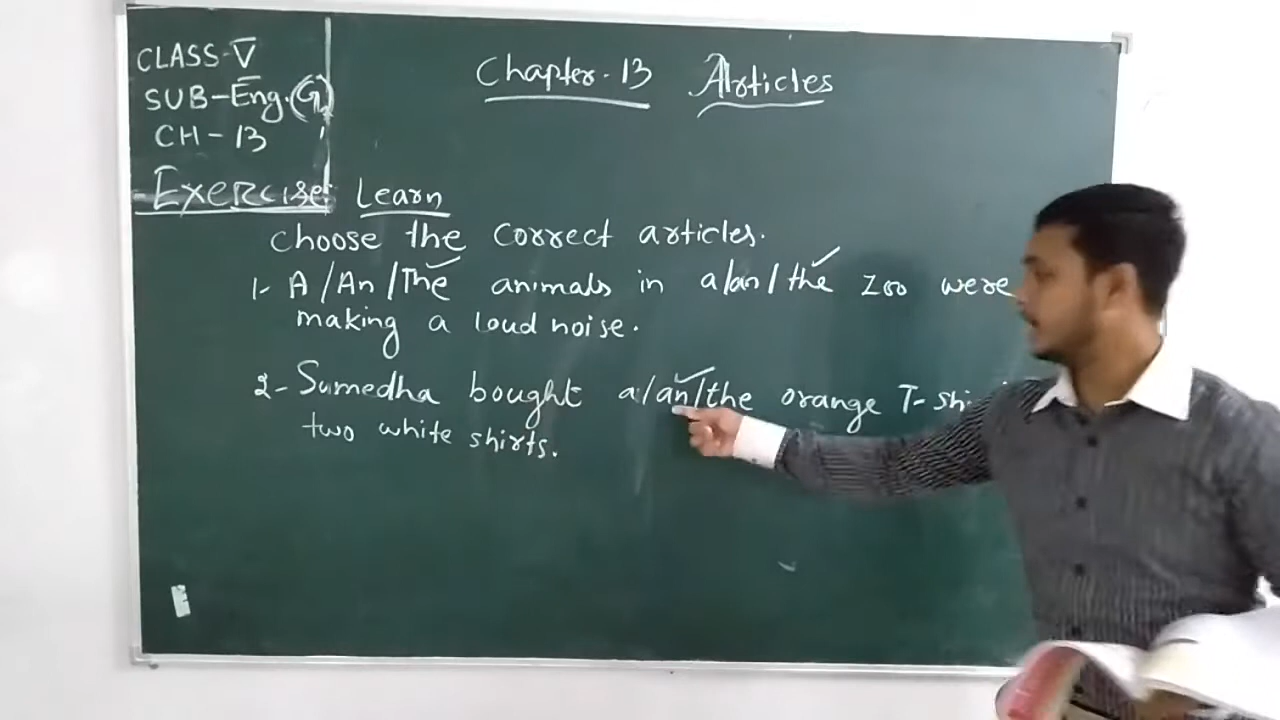 CLASS-V
SUB-Eng.(G)
CH-13
Chapter-13 Articles
Exercise: Learn
Choose the correct articles.
1- A/An/The animals in a/an/the zoo were
making a loud noise.
2- Sumedha bought a/an/the orange T-shi
two white shirts.